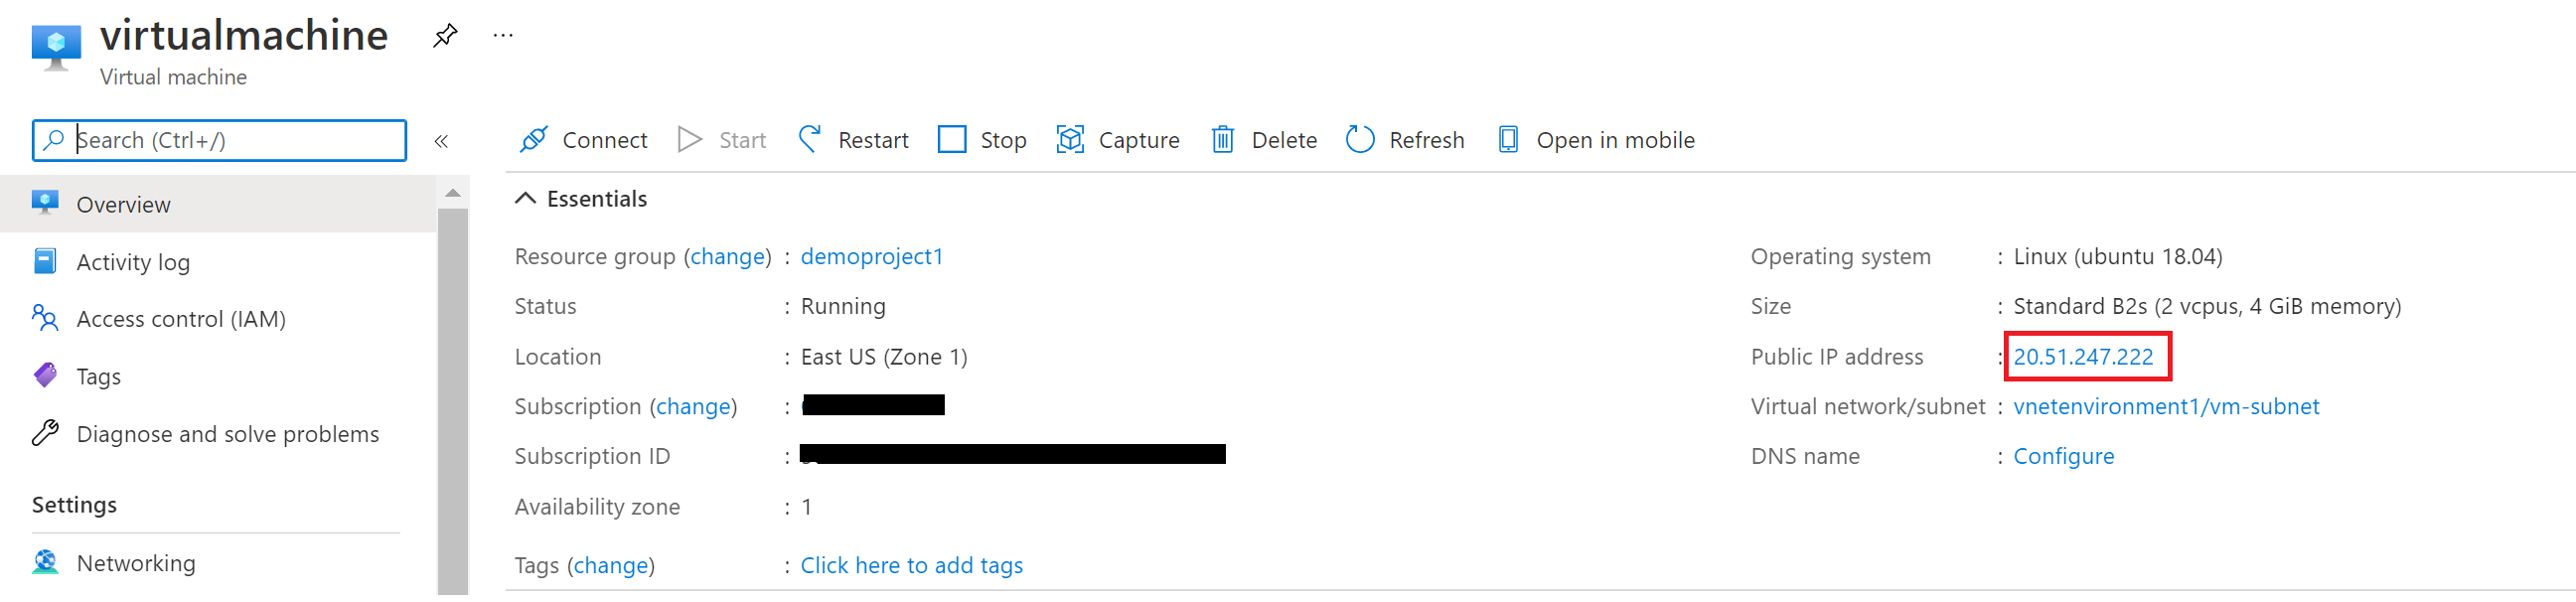 virtualmachine
Virtual machine
Search (Ctrl+/)
Connect Start Restart Stop Capture Delete Refresh Open in mobile
Overview
Activity log
Access control (IAM)
Tags
Diagnose and solve problems
Settings
Networking
Essentials
Resource group (change) : demoproject1
Status : Running
Location : East US (Zone 1)
Subscription (change) :
Subscription ID :
Availability zone : 1
Tags (change) : Click here to add tags
Operating system : Linux (ubuntu 18.04)
Size : Standard B2s (2 vcpus, 4 GiB memory)
Public IP address : 20.51.247.222
Virtual network/subnet : vnetenvironment1/vm-subnet
DNS name : Configure